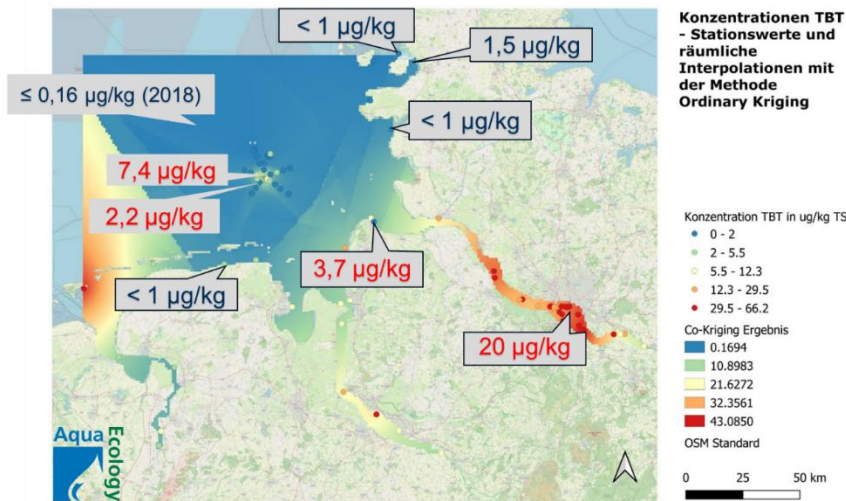 Konzentrationen TBT
- Stationswerte und
räumliche
Interpolationen mit
der Methode
Ordinary Kriging
< 1 µg/kg
1,5 µg/kg
≤ 0,16 µg/kg (2018)
< 1 µg/kg
7,4 µg/kg
2,2 µg/kg
3,7 µg/kg
< 1 µg/kg
20 µg/kg
Konzentration TBT in ug/kg TS
0 - 2
2 - 5.5
5.5 - 12.3
12.3 - 29.5
29.5 - 66.2
Co-Kriging Ergebnis
0.1694
10.8983
21.6272
32.3561
43.0850
OSM Standard
0 25 50 km
Aqua
Ecology